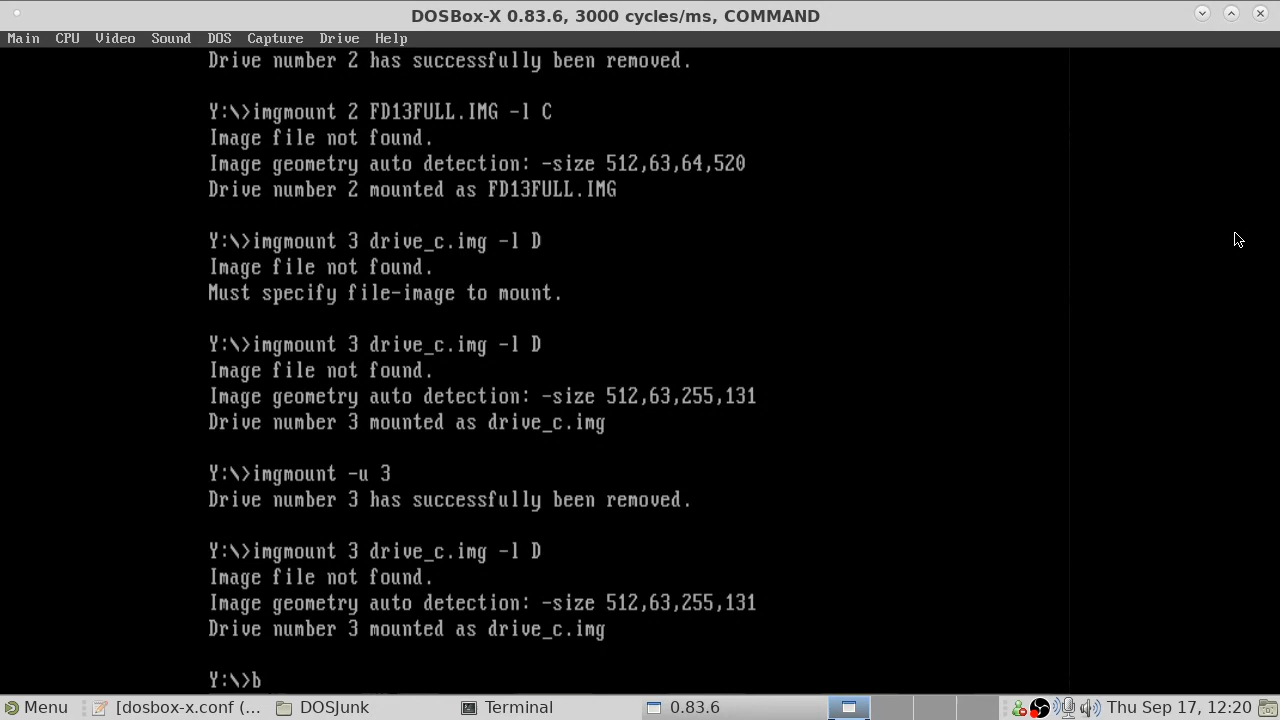 DOSBox-X 0.83.6, 3000 cycles/ms, COMMAND
Main CPU Video Sound DOS Capture Drive Help
Drive number 2 has successfully been removed.
Y:\>imgmount 2 FD13FULL.IMG -l C
Image file not found.
Image geometry auto detection: -size 512,63,64,520
Drive number 2 mounted as FD13FULL.IMG
Y:\>imgmount 3 drive_c.img -l D
Image file not found.
Must specify file-image to mount.
Y:\>imgmount 3 drive_c.img -l D
Image file not found.
Image geometry auto detection: -size 512,63,255,131
Drive number 3 mounted as drive_c.img
Y:\>imgmount -u 3
Drive number 3 has successfully been removed.
Y:\>imgmount 3 drive_c.img -l D
Image file not found.
Image geometry auto detection: -size 512,63,255,131
Drive number 3 mounted as drive_c.img
Y:\>b
Menu [dosbox-x.conf (... DOSJunk Terminal 0.83.6 Thu Sep 17, 12:20